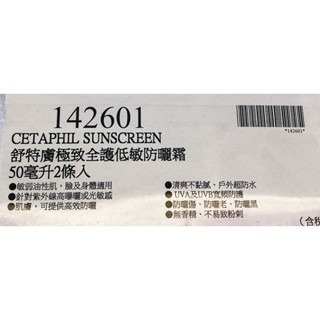 142601
*142601*
CETAPHIL SUNSCREEN
舒特膚極致全護低敏防曬霜
50毫升2條入
●敏弱油性肌，臉及身體適用
●針對紫外線高曝曬或光敏感
●肌膚，可提供高效防曬
●清爽不黏膩、戶外超防水
●UVA及UVB寬頻防護
●防曬傷、防曬老、防曬黑
●無香精、不易致粉刺
(含稅